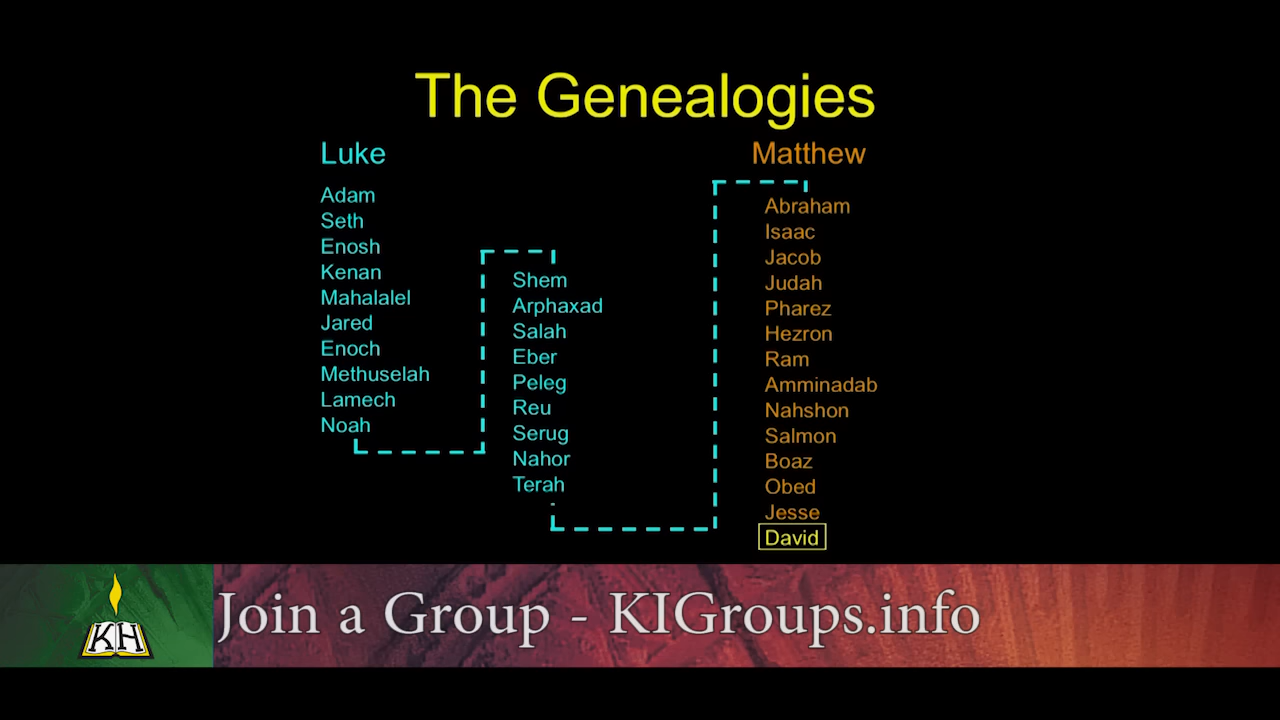 The Genealogies
Luke
Adam
Seth
Enosh
Kenan
Mahalalel
Jared
Enoch
Methuselah
Lamech
Noah
Shem
Arphaxad
Salah
Eber
Peleg
Reu
Serug
Nahor
Terah
Matthew
Abraham
Isaac
Jacob
Judah
Pharez
Hezron
Ram
Amminadab
Nahshon
Salmon
Boaz
Obed
Jesse
David
KH
Join a Group - KIGroups.info